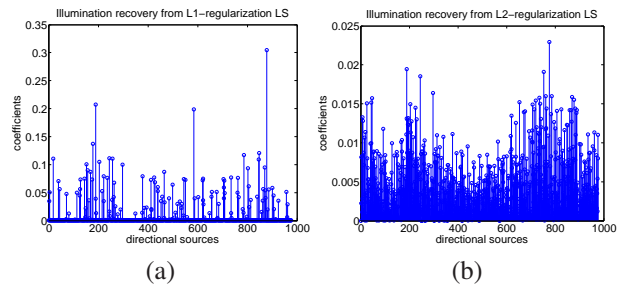 Illumination recovery from L1-regularization LS
0.35
0.3
0.25
0.2
0.15
0.1
0.05
0
coefficients
0 200 400 600 800 1000
directional sources
(a)
Illumination recovery from L2-regularization LS
0.025
0.02
0.015
0.01
0.005
0
coefficients
0 200 400 600 800 1000
directional sources
(b)